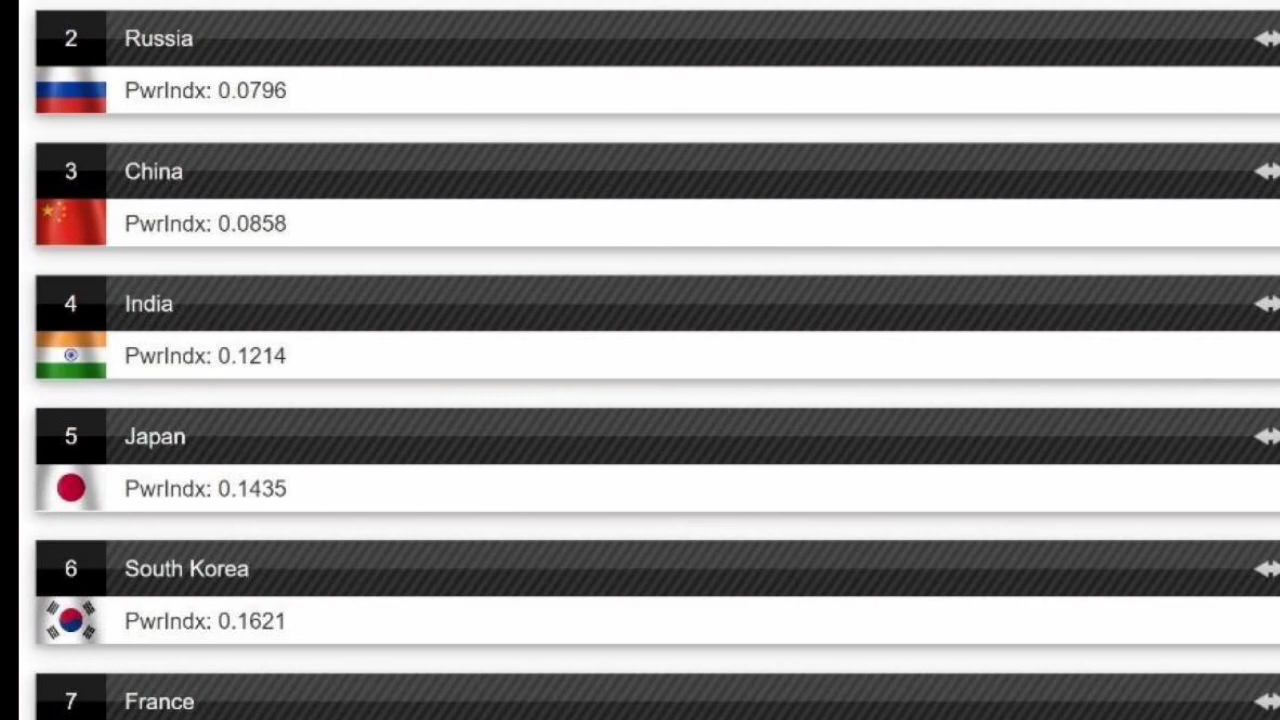 2 Russia
PwrIndx: 0.0796
3 China
PwrIndx: 0.0858
4 India
PwrIndx: 0.1214
5 Japan
PwrIndx: 0.1435
6 South Korea
PwrIndx: 0.1621
7 France